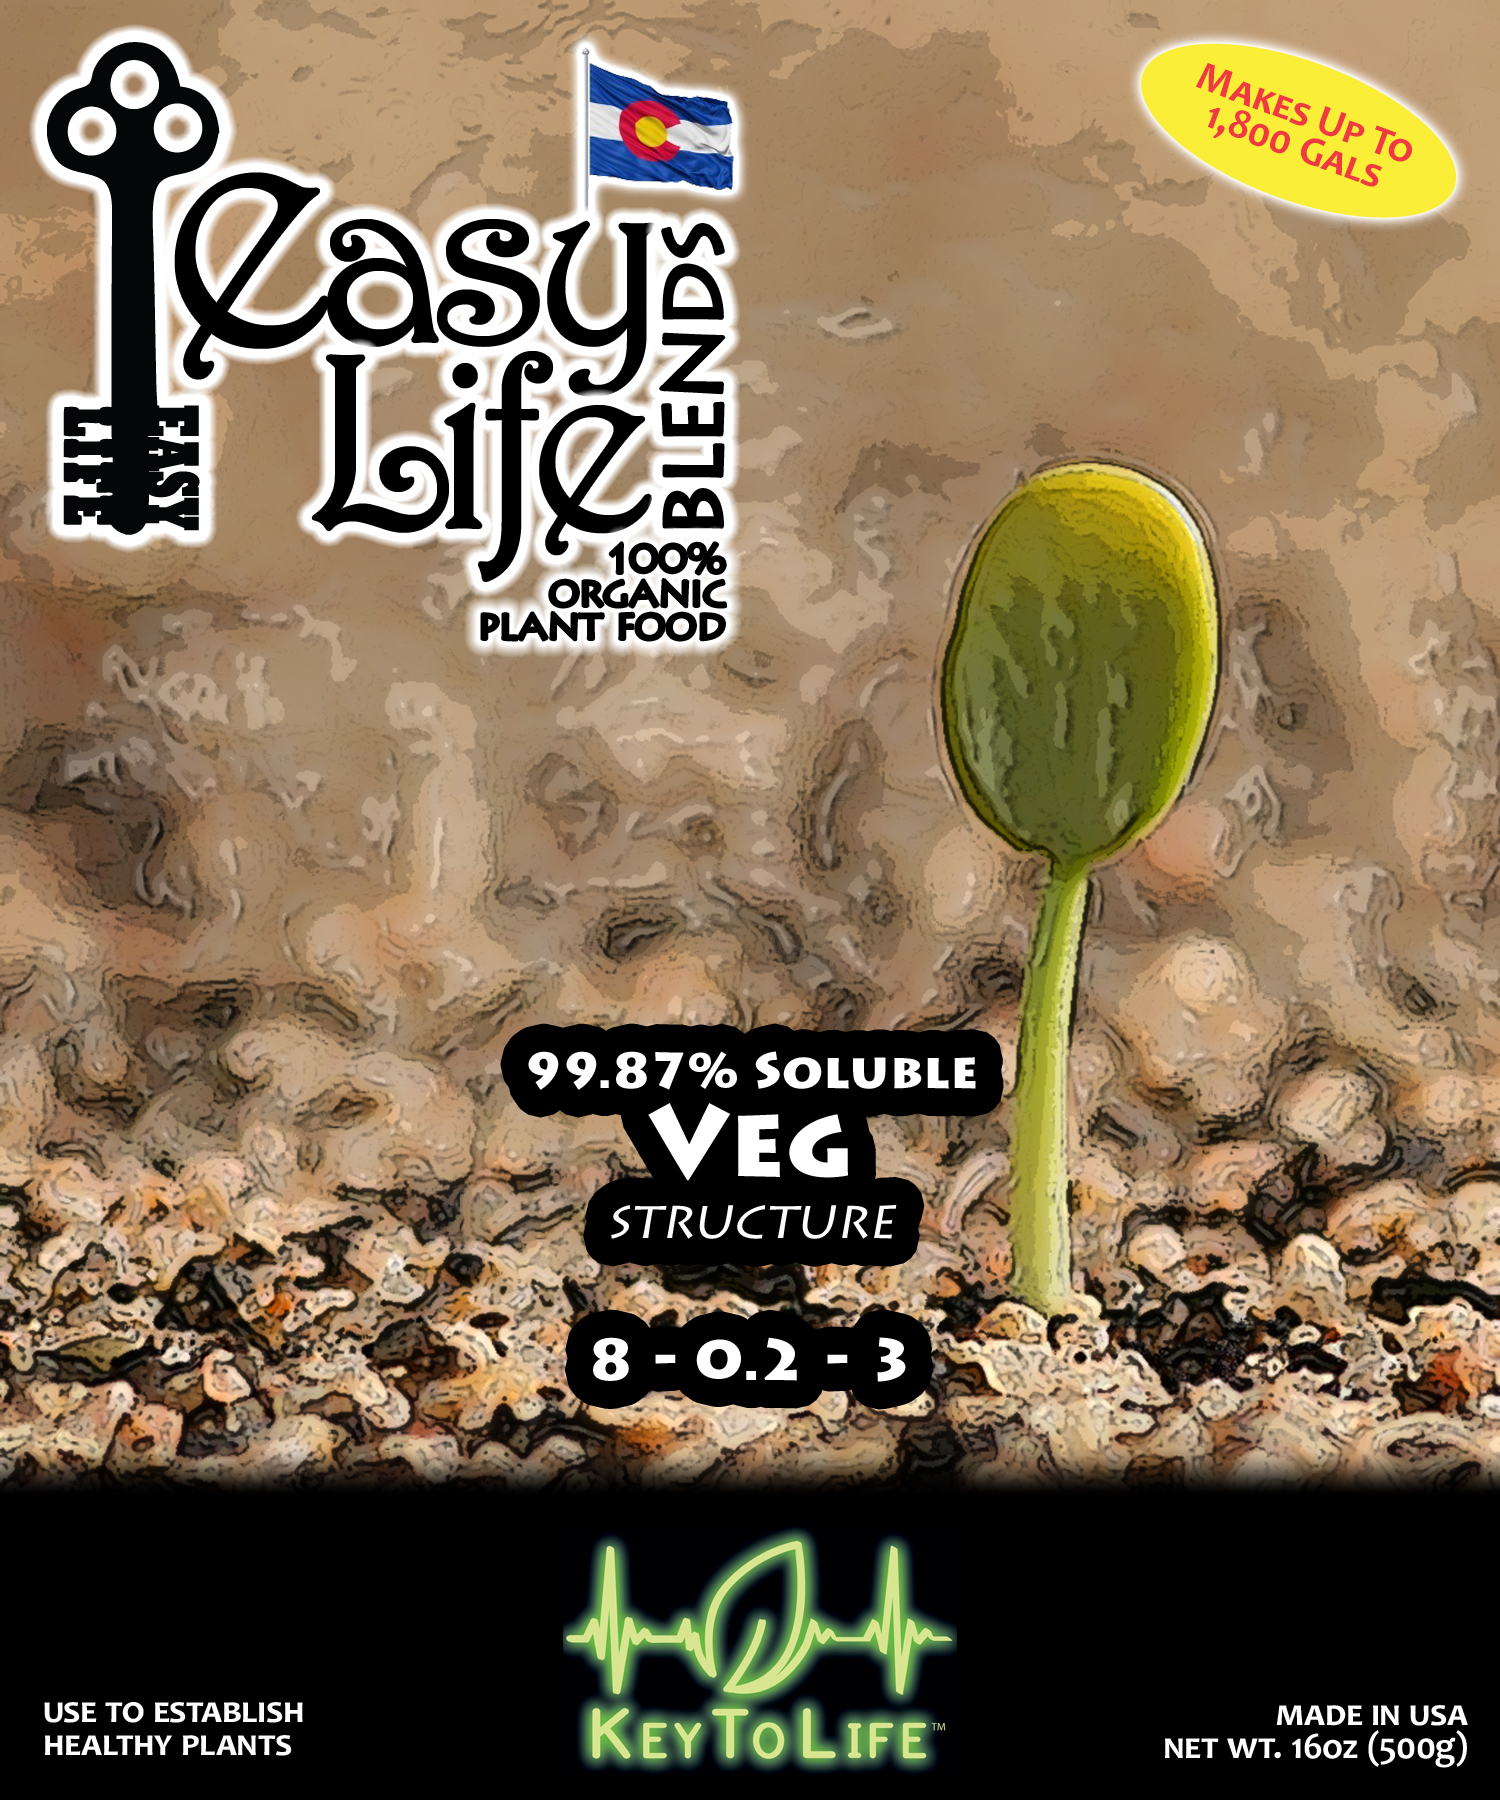 Makes Up To
1,800 Gals
easy
Life
BLENDS
EASY
LIFE
100%
ORGANIC
PLANT FOOD
99.87% Soluble
Veg
STRUCTURE
8 - 0.2 - 3
KeyToLife™
USE TO ESTABLISH
HEALTHY PLANTS
MADE IN USA
NET WT. 16oz (500g)